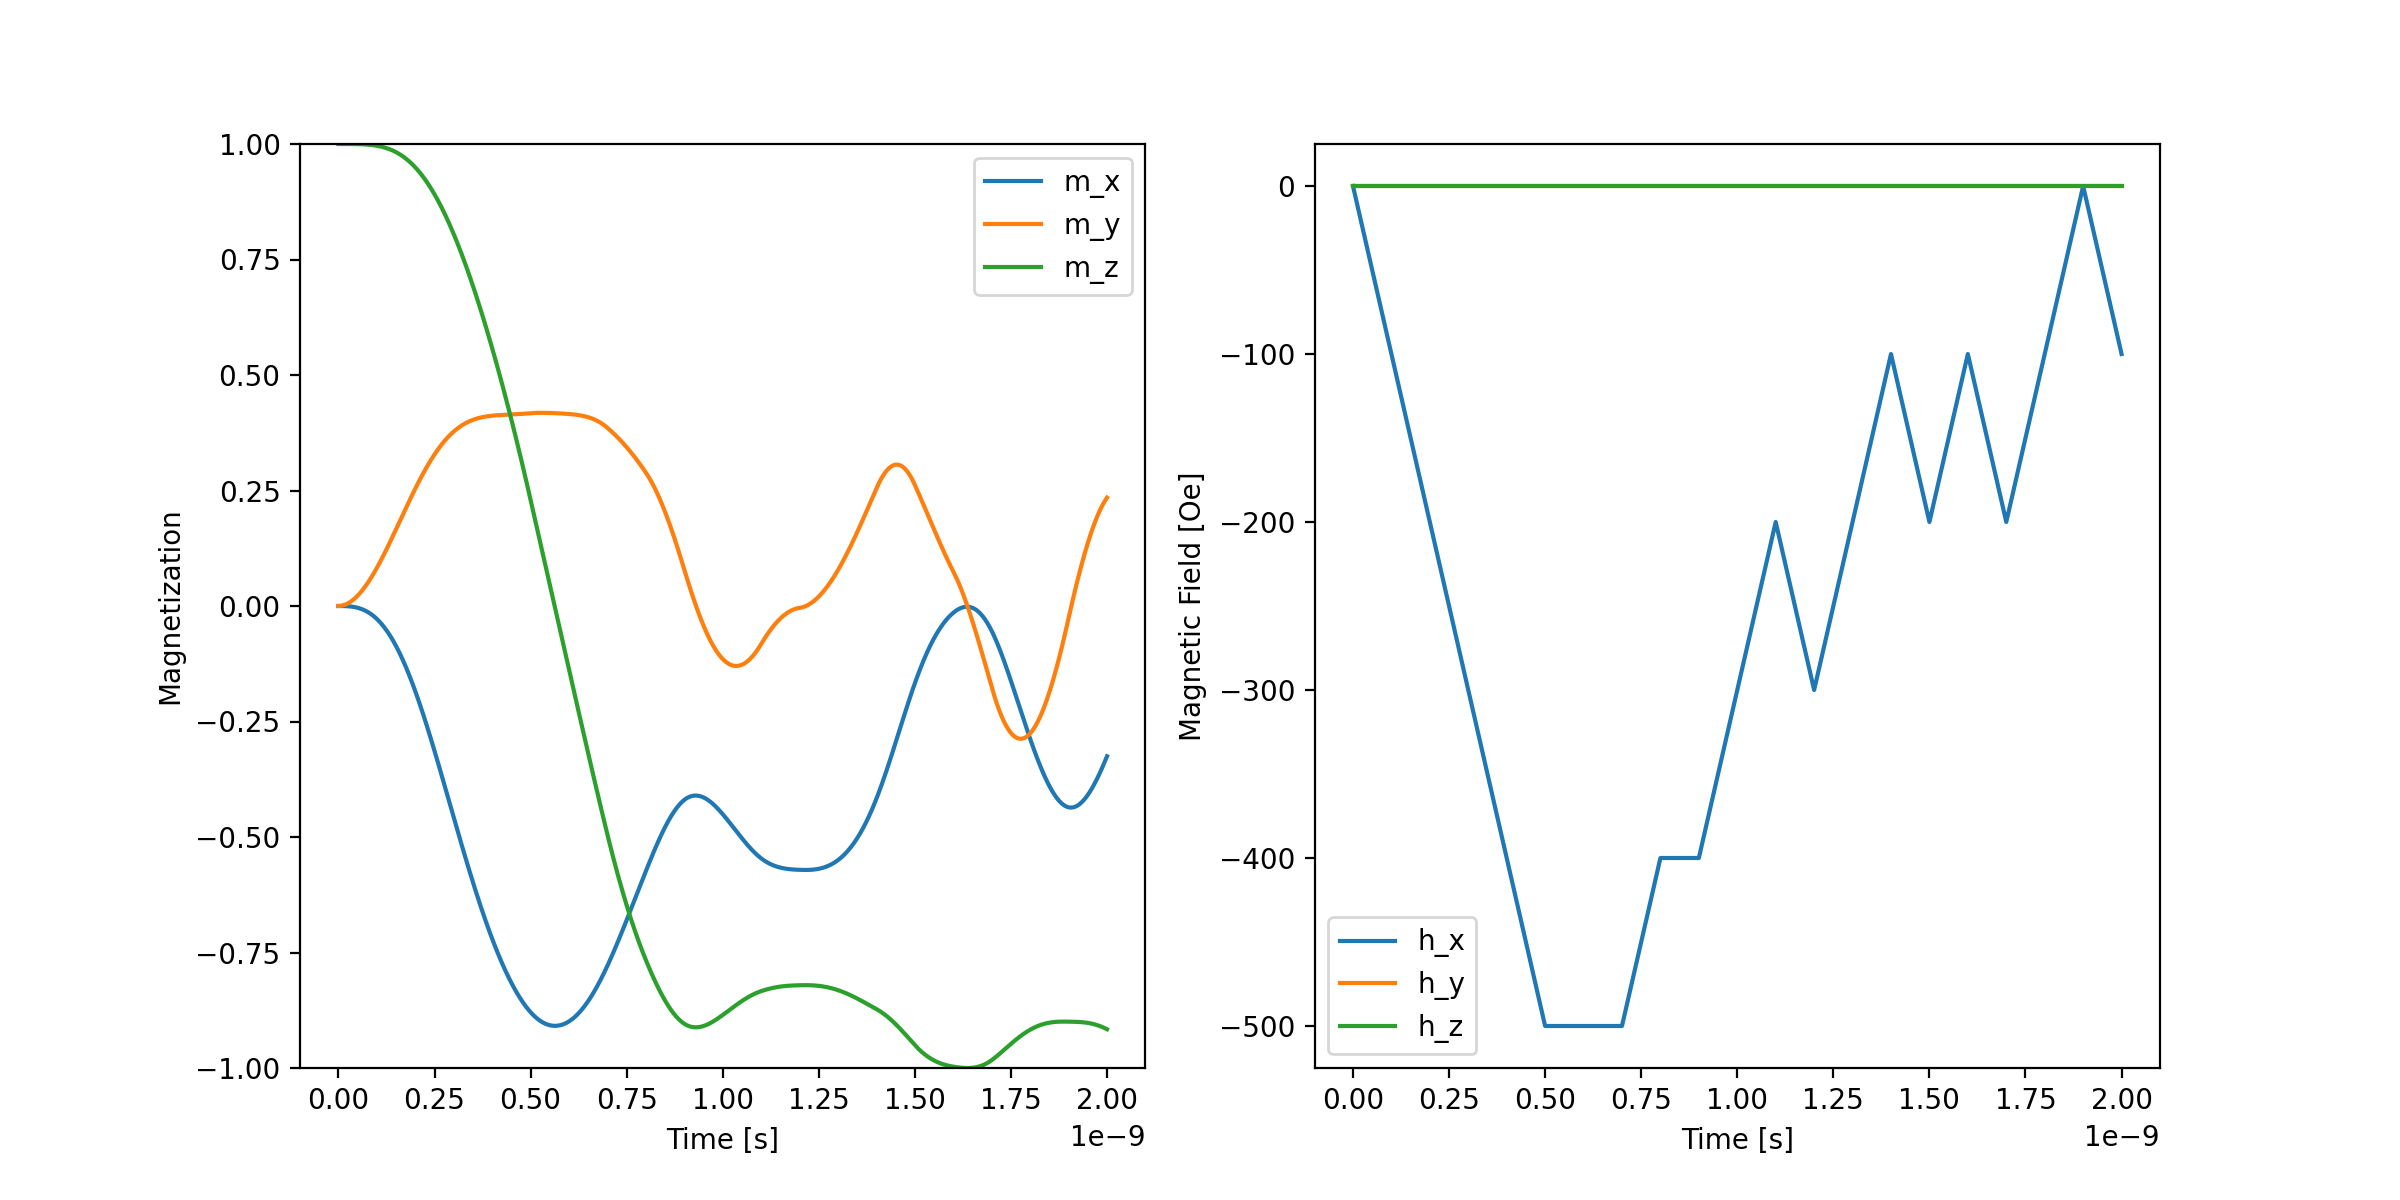 1.00
0.75
0.50
0.25
0.00
−0.25
−0.50
−0.75
−1.00
Magnetization
m_x
m_y
m_z
0.00 0.25 0.50 0.75 1.00 1.25 1.50 1.75 2.00
Time [s]
1e−9
0
−100
−200
−300
−400
−500
Magnetic Field [Oe]
h_x
h_y
h_z
0.00 0.25 0.50 0.75 1.00 1.25 1.50 1.75 2.00
Time [s]
1e−9